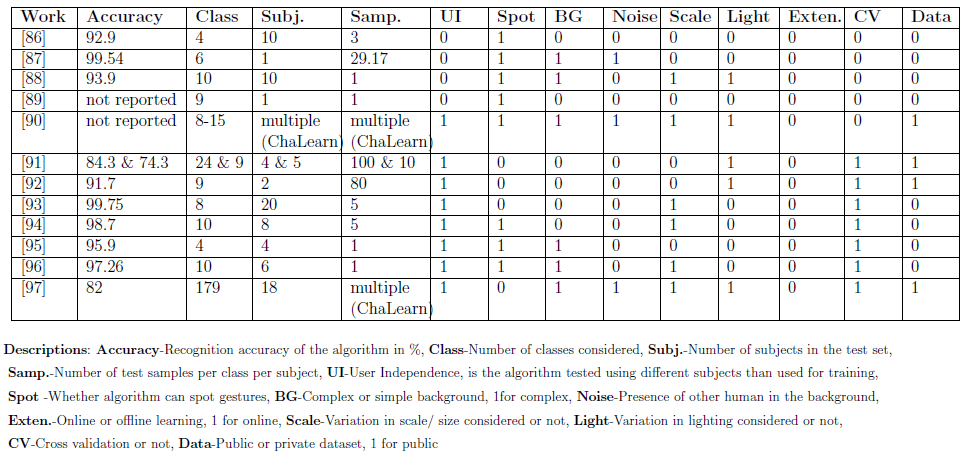 Work Accuracy Class Subj. Samp. UI Spot BG Noise Scale Light Exten. CV Data
[86] 92.9 4 10 3 0 1 0 0 0 0 0 0 0
[87] 99.54 6 1 29.17 0 1 1 1 0 0 0 0 0
[88] 93.9 10 10 1 0 1 1 0 1 1 0 0 0
[89] not reported 9 1 1 0 1 0 0 0 0 0 0 0
[90] not reported 8-15 multiple multiple 1 1 1 1 1 1 0 0 1
(ChaLearn) (ChaLearn)
[91] 84.3 & 74.3 24 & 9 4 & 5 100 & 10 1 0 0 0 0 1 0 1 1
[92] 91.7 9 2 80 1 0 0 0 0 1 0 1 1
[93] 99.75 8 20 5 1 0 0 0 1 0 0 1 0
[94] 98.7 10 8 5 1 1 0 0 1 0 0 1 0
[95] 95.9 4 4 1 1 1 1 0 0 0 0 1 0
[96] 97.26 10 6 1 1 1 1 0 1 0 0 1 0
[97] 82 179 18 multiple 1 0 1 1 1 1 0 1 1
(ChaLearn)
Descriptions: Accuracy-Recognition accuracy of the algorithm in %, Class-Number of classes considered, Subj.-Number of subjects in the test set,
Samp.-Number of test samples per class per subject, UI-User Independence, is the algorithm tested using different subjects than used for training,
Spot -Whether algorithm can spot gestures, BG-Complex or simple background, 1for complex, Noise-Presence of other human in the background,
Exten.-Online or offline learning, 1 for online, Scale-Variation in scale/ size considered or not, Light-Variation in lighting considered or not,
CV-Cross validation or not, Data-Public or private dataset, 1 for public